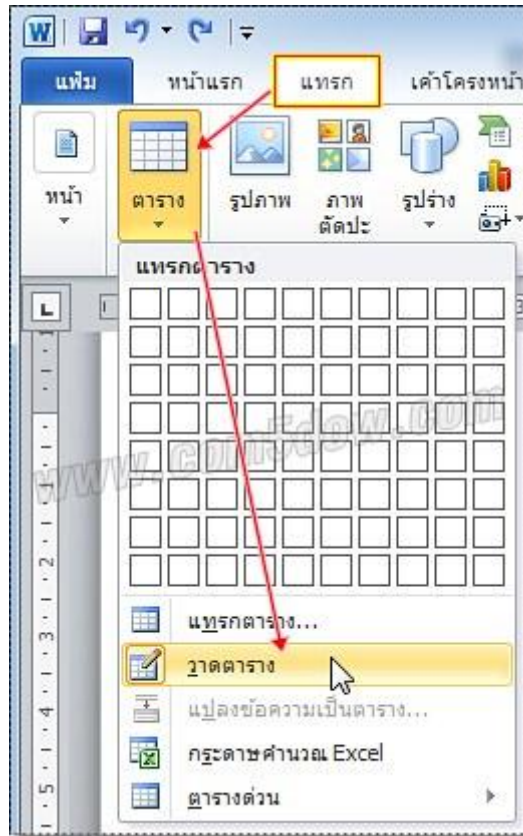 W
แฟ้ม หน้าแรก แทรก เค้าโครงหน้า
หน้า ตาราง รูปภาพ ภาพตัดปะ รูปร่าง
แทรกตาราง
www.com5dow.com
แทรกตาราง...
วาดตาราง
แปลงข้อความเป็นตาราง...
กระดาษคำนวณ Excel
ตารางด่วน
2
3
4
5